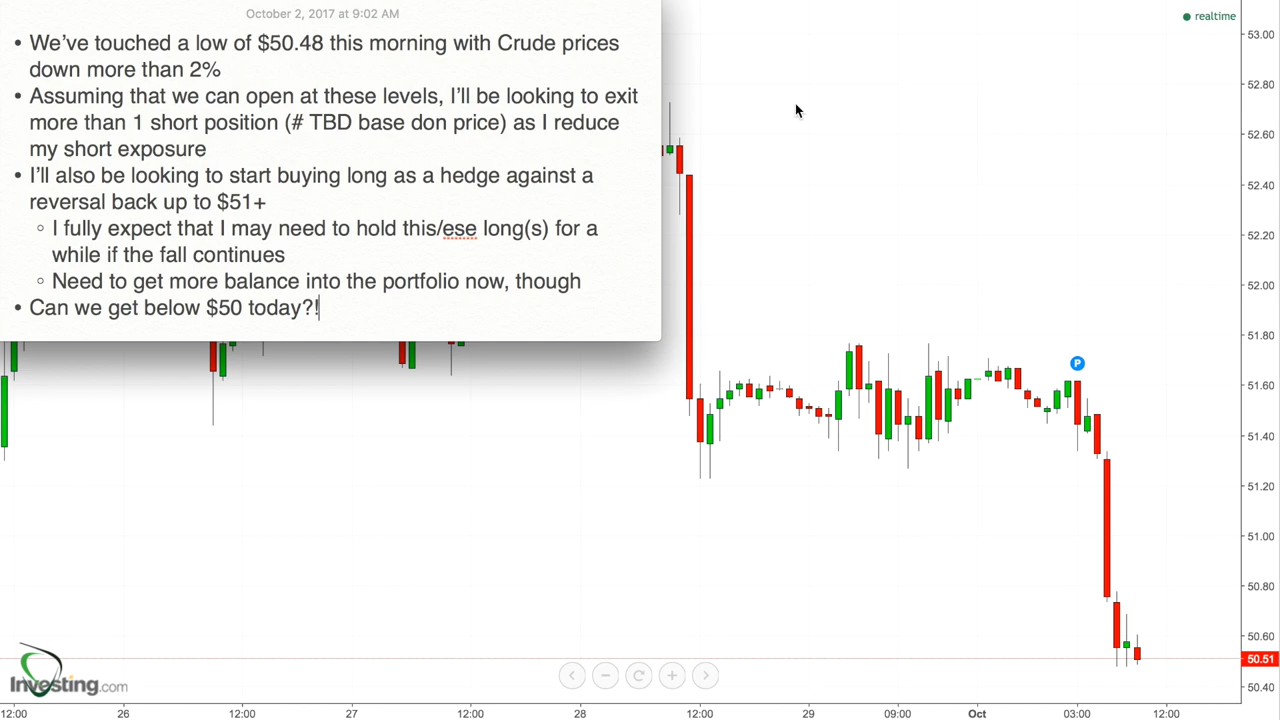 October 2, 2017 at 9:02 AM
• We’ve touched a low of $50.48 this morning with Crude prices
down more than 2%
• Assuming that we can open at these levels, I’ll be looking to exit
more than 1 short position (# TBD base don price) as I reduce
my short exposure
• I’ll also be looking to start buying long as a hedge against a
reversal back up to $51+
◦ I fully expect that I may need to hold this/ese long(s) for a
while if the fall continues
◦ Need to get more balance into the portfolio now, though
• Can we get below $50 today?!
realtime
53.00
52.80
52.60
52.40
52.20
52.00
51.80
51.60
51.40
51.20
51.00
50.80
50.60
50.51
50.40
P
Investing.com
12:00 26 12:00 27 12:00 28 12:00 29 09:00 Oct 03:00 12:00